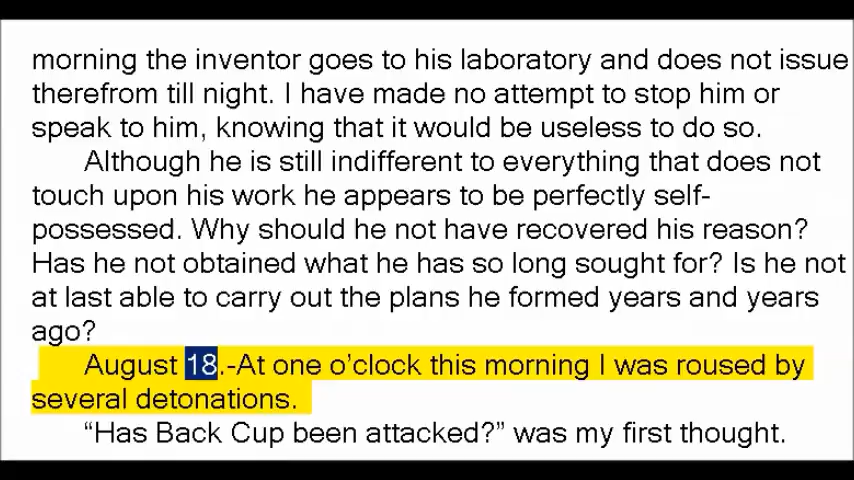 morning the inventor goes to his laboratory and does not issue
therefrom till night. I have made no attempt to stop him or
speak to him, knowing that it would be useless to do so.
Although he is still indifferent to everything that does not
touch upon his work he appears to be perfectly self-
possessed. Why should he not have recovered his reason?
Has he not obtained what he has so long sought for? Is he not
at last able to carry out the plans he formed years and years
ago?
August 18.-At one o’clock this morning I was roused by
several detonations.
“Has Back Cup been attacked?” was my first thought.